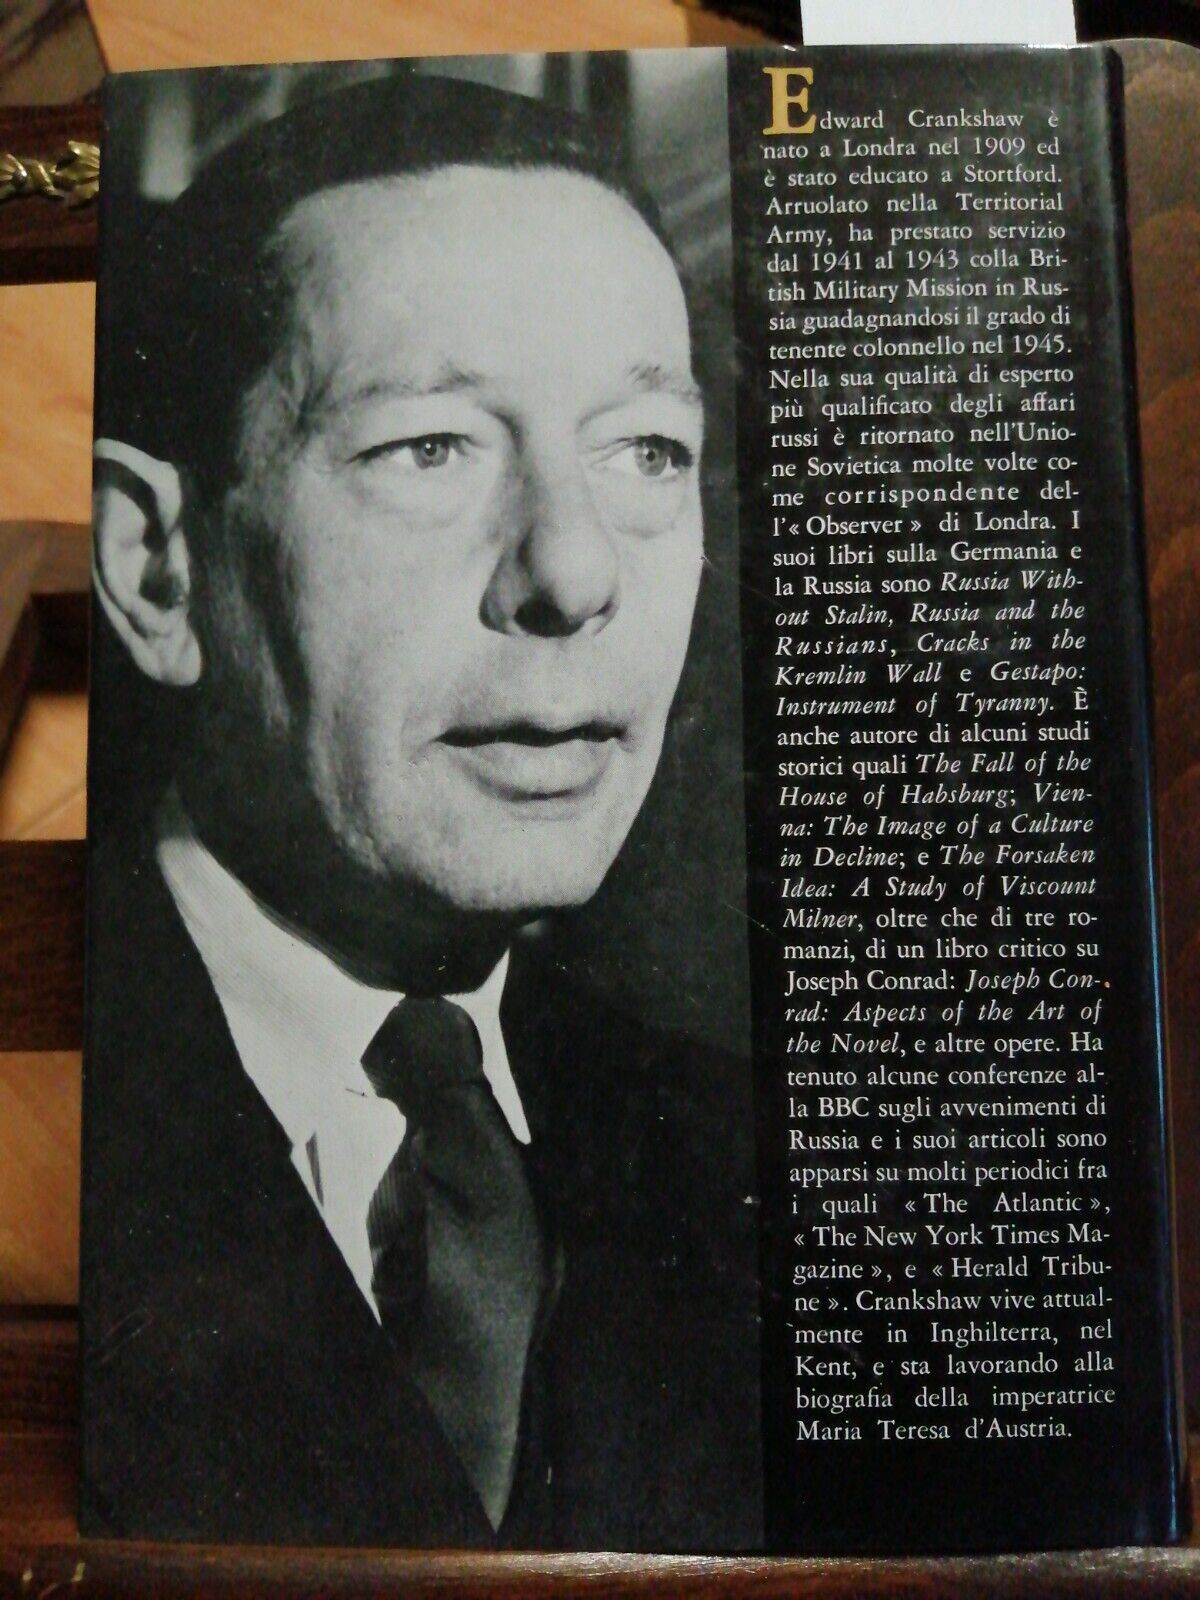 Edward Crankshaw è
nato a Londra nel 1909 ed
è stato educato a Stortford.
Arruolato nella Territorial
Army, ha prestato servizio
dal 1941 al 1943 colla Bri-
tish Military Mission in Rus-
sia guadagnandosi il grado di
tenente colonnello nel 1945.
Nella sua qualità di esperto
più qualificato degli affari
russi è ritornato nell'Unio-
ne Sovietica molte volte co-
me corrispondente del-
l'« Observer » di Londra. I
suoi libri sulla Germania e
la Russia sono Russia With-
out Stalin, Russia and the
Russians, Cracks in the
Kremlin Wall e Gestapo:
Instrument of Tyranny. È
anche autore di alcuni studi
storici quali The Fall of the
House of Habsburg; Vien-
na: The Image of a Culture
in Decline; e The Forsaken
Idea: A Study of Viscount
Milner, oltre che di tre ro-
manzi, di un libro critico su
Joseph Conrad: Joseph Con-
rad: Aspects of the Art of
the Novel, e altre opere. Ha
tenuto alcune conferenze al-
la BBC sugli avvenimenti di
Russia e i suoi articoli sono
apparsi su molti periodici fra
i quali « The Atlantic »,
« The New York Times Ma-
gazine », e « Herald Tribu-
ne ». Crankshaw vive attual-
mente in Inghilterra, nel
Kent, e sta lavorando alla
biografia della imperatrice
Maria Teresa d'Austria.